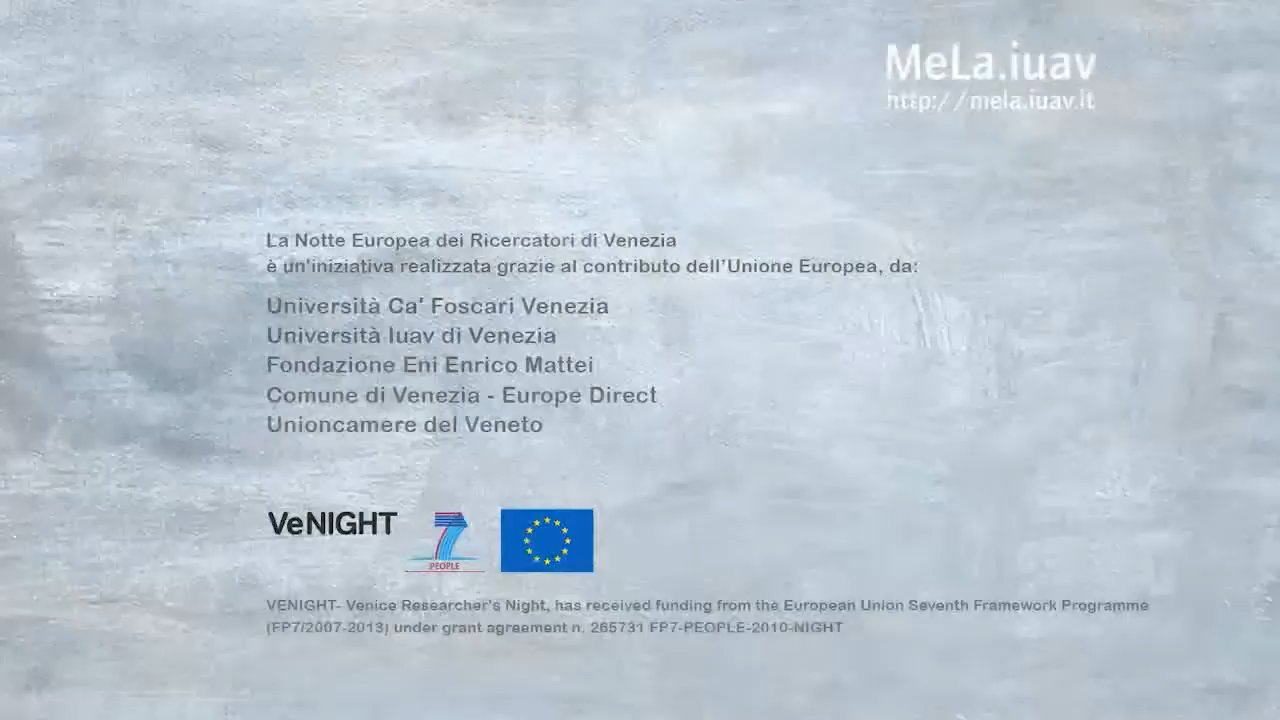 MeLa.iuav
http://mela.iuav.it
La Notte Europea dei Ricercatori di Venezia
è un'iniziativa realizzata grazie al contributo dell'Unione Europea, da:
Università Ca' Foscari Venezia
Università Iuav di Venezia
Fondazione Eni Enrico Mattei
Comune di Venezia - Europe Direct
Unioncamere del Veneto
VeNIGHT
7
PEOPLE
VENIGHT- Venice Researcher's Night, has received funding from the European Union Seventh Framework Programme
(FP7/2007-2013) under grant agreement n. 265731 FP7-PEOPLE-2010-NIGHT